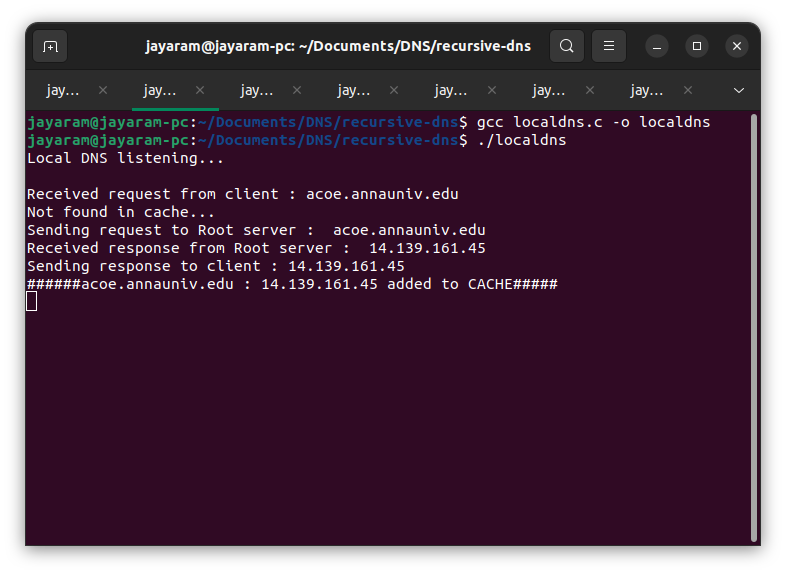 jayaram@jayaram-pc: ~/Documents/DNS/recursive-dns
jay... jay... jay... jay... jay... jay... jay...
jayaram@jayaram-pc:~/Documents/DNS/recursive-dns$ gcc localdns.c -o localdns
jayaram@jayaram-pc:~/Documents/DNS/recursive-dns$ ./localdns
Local DNS listening...
Received request from client : acoe.annauniv.edu
Not found in cache...
Sending request to Root server :  acoe.annauniv.edu
Received response from Root server :  14.139.161.45
Sending response to client : 14.139.161.45
######acoe.annauniv.edu : 14.139.161.45 added to CACHE#####